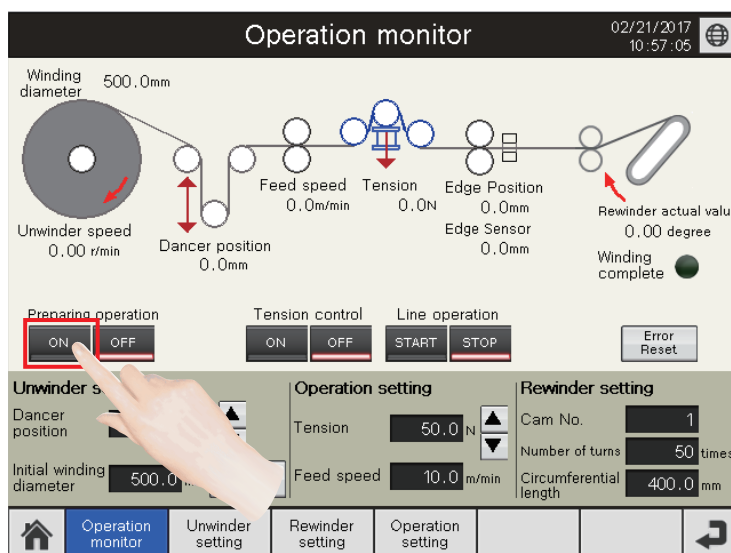 Operation monitor
02/21/2017
10:57:05
Winding
diameter
500.0mm
Feed speed
0.0m/min
Tension
0.0N
Edge Position
0.0mm
Edge Sensor
0.0mm
Unwinder speed
0.00 r/min
Dancer position
0.0mm
Rewinder actual valu
0.00 degree
Winding
complete
Preparing operation
ON OFF
Tension control
ON OFF
Line operation
START STOP
Error
Reset
Unwinder s
Dancer
position
Initial winding
diameter
500.0
Operation setting
Tension 50.0 N
Feed speed 10.0 m/min
Rewinder setting
Cam No. 1
Number of turns 50 times
Circumferential
length
400.0 mm
Operation
monitor
Unwinder
setting
Rewinder
setting
Operation
setting